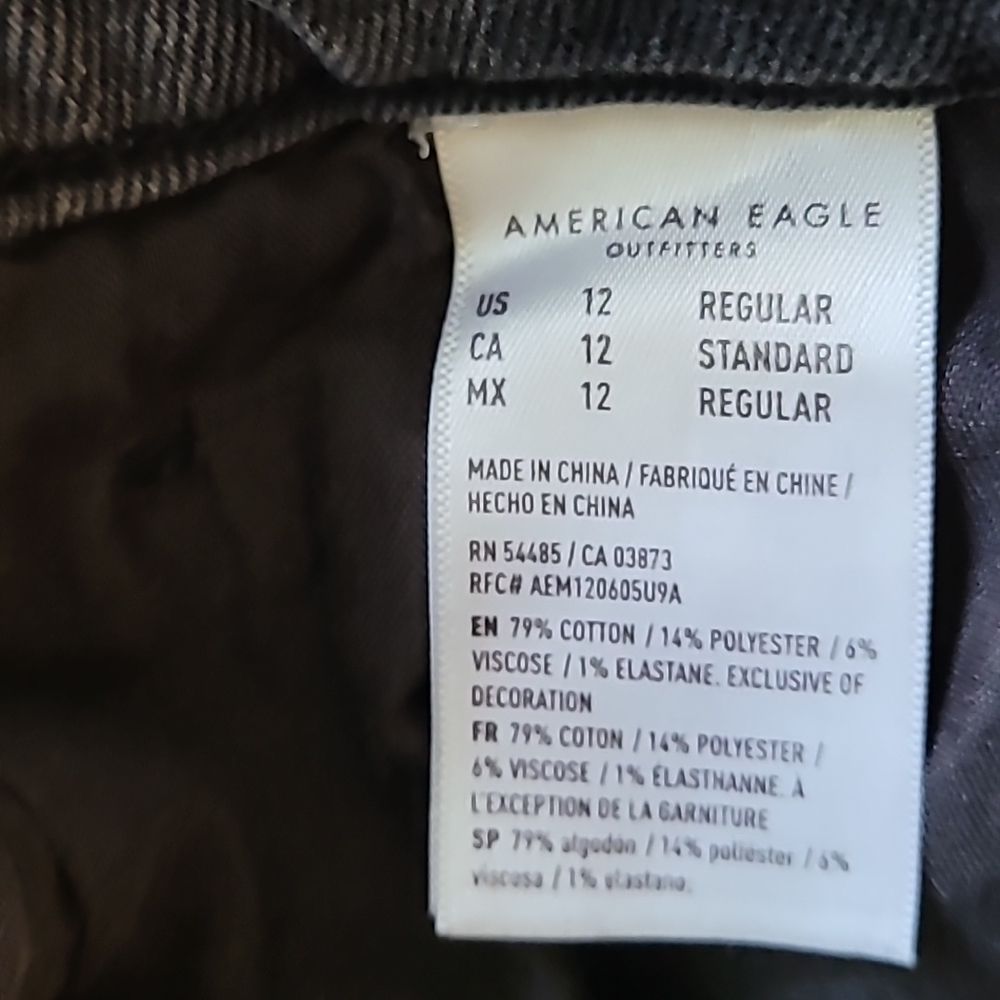 AMERICAN EAGLE
OUTFITTERS
US 12 REGULAR
CA 12 STANDARD
MX 12 REGULAR
MADE IN CHINA / FABRIQUÉ EN CHINE /
HECHO EN CHINA
RN 54485 / CA 03873
RFC# AEM120605U9A
EN 79% COTTON / 14% POLYESTER / 6%
VISCOSE / 1% ELASTANE. EXCLUSIVE OF
DECORATION
FR 79% COTON / 14% POLYESTER /
6% VISCOSE / 1% ÉLASTHANNE. À
L'EXCEPTION DE LA GARNITURE
SP 79% algodón / 14% poliester / 6%
viscosa / 1% elastano.